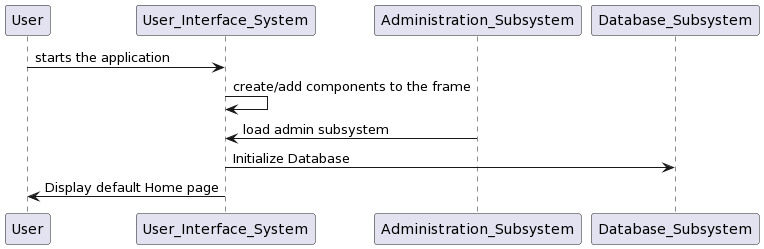 User User_Interface_System Administration_Subsystem Database_Subsystem
starts the application
create/add components to the frame
load admin subsystem
Initialize Database
Display default Home page
User User_Interface_System Administration_Subsystem Database_Subsystem